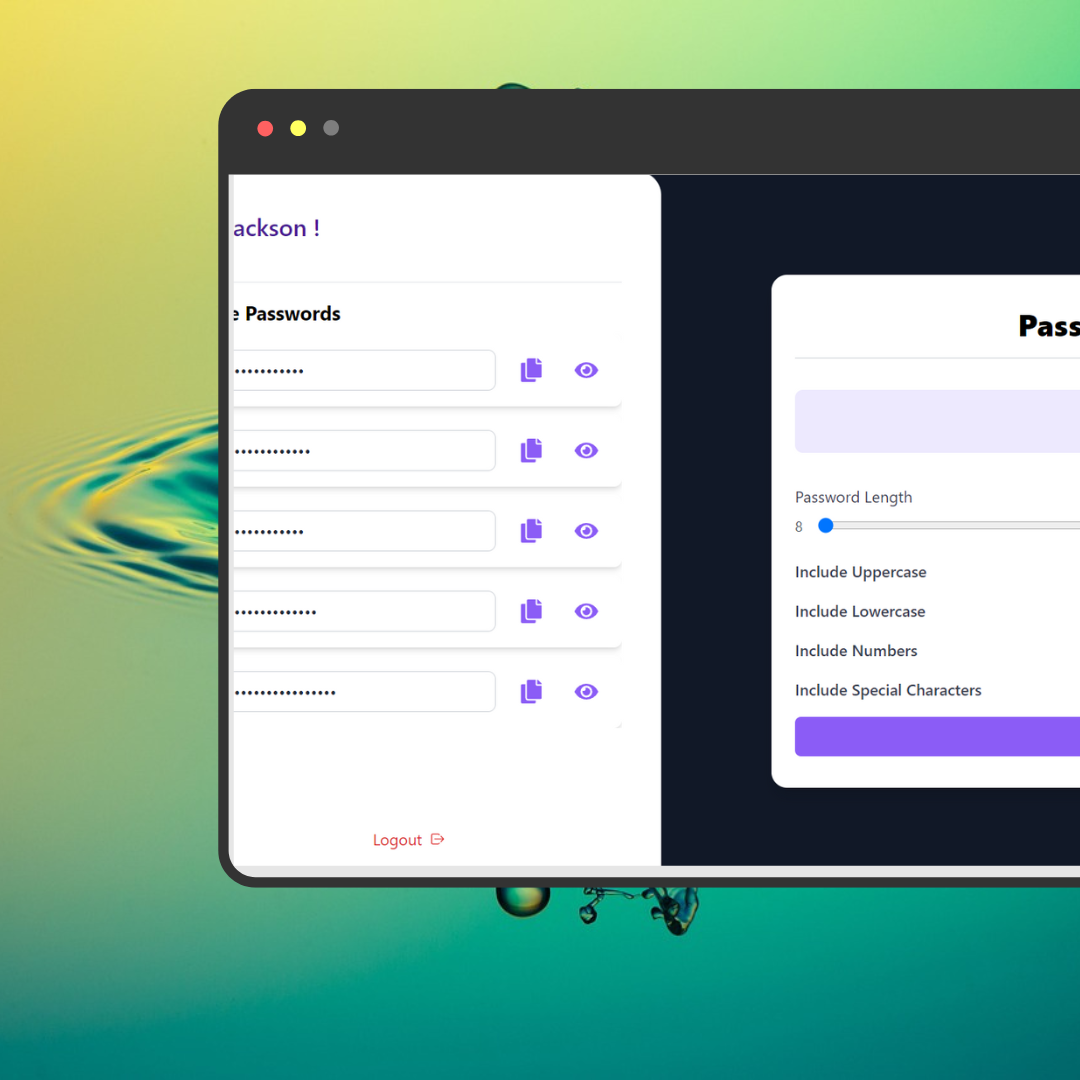 ackson !
e Passwords
•••••••••••
••••••••••••
•••••••••••
•••••••••••••
••••••••••••••••
Logout
Pass
Password Length
8
Include Uppercase
Include Lowercase
Include Numbers
Include Special Characters